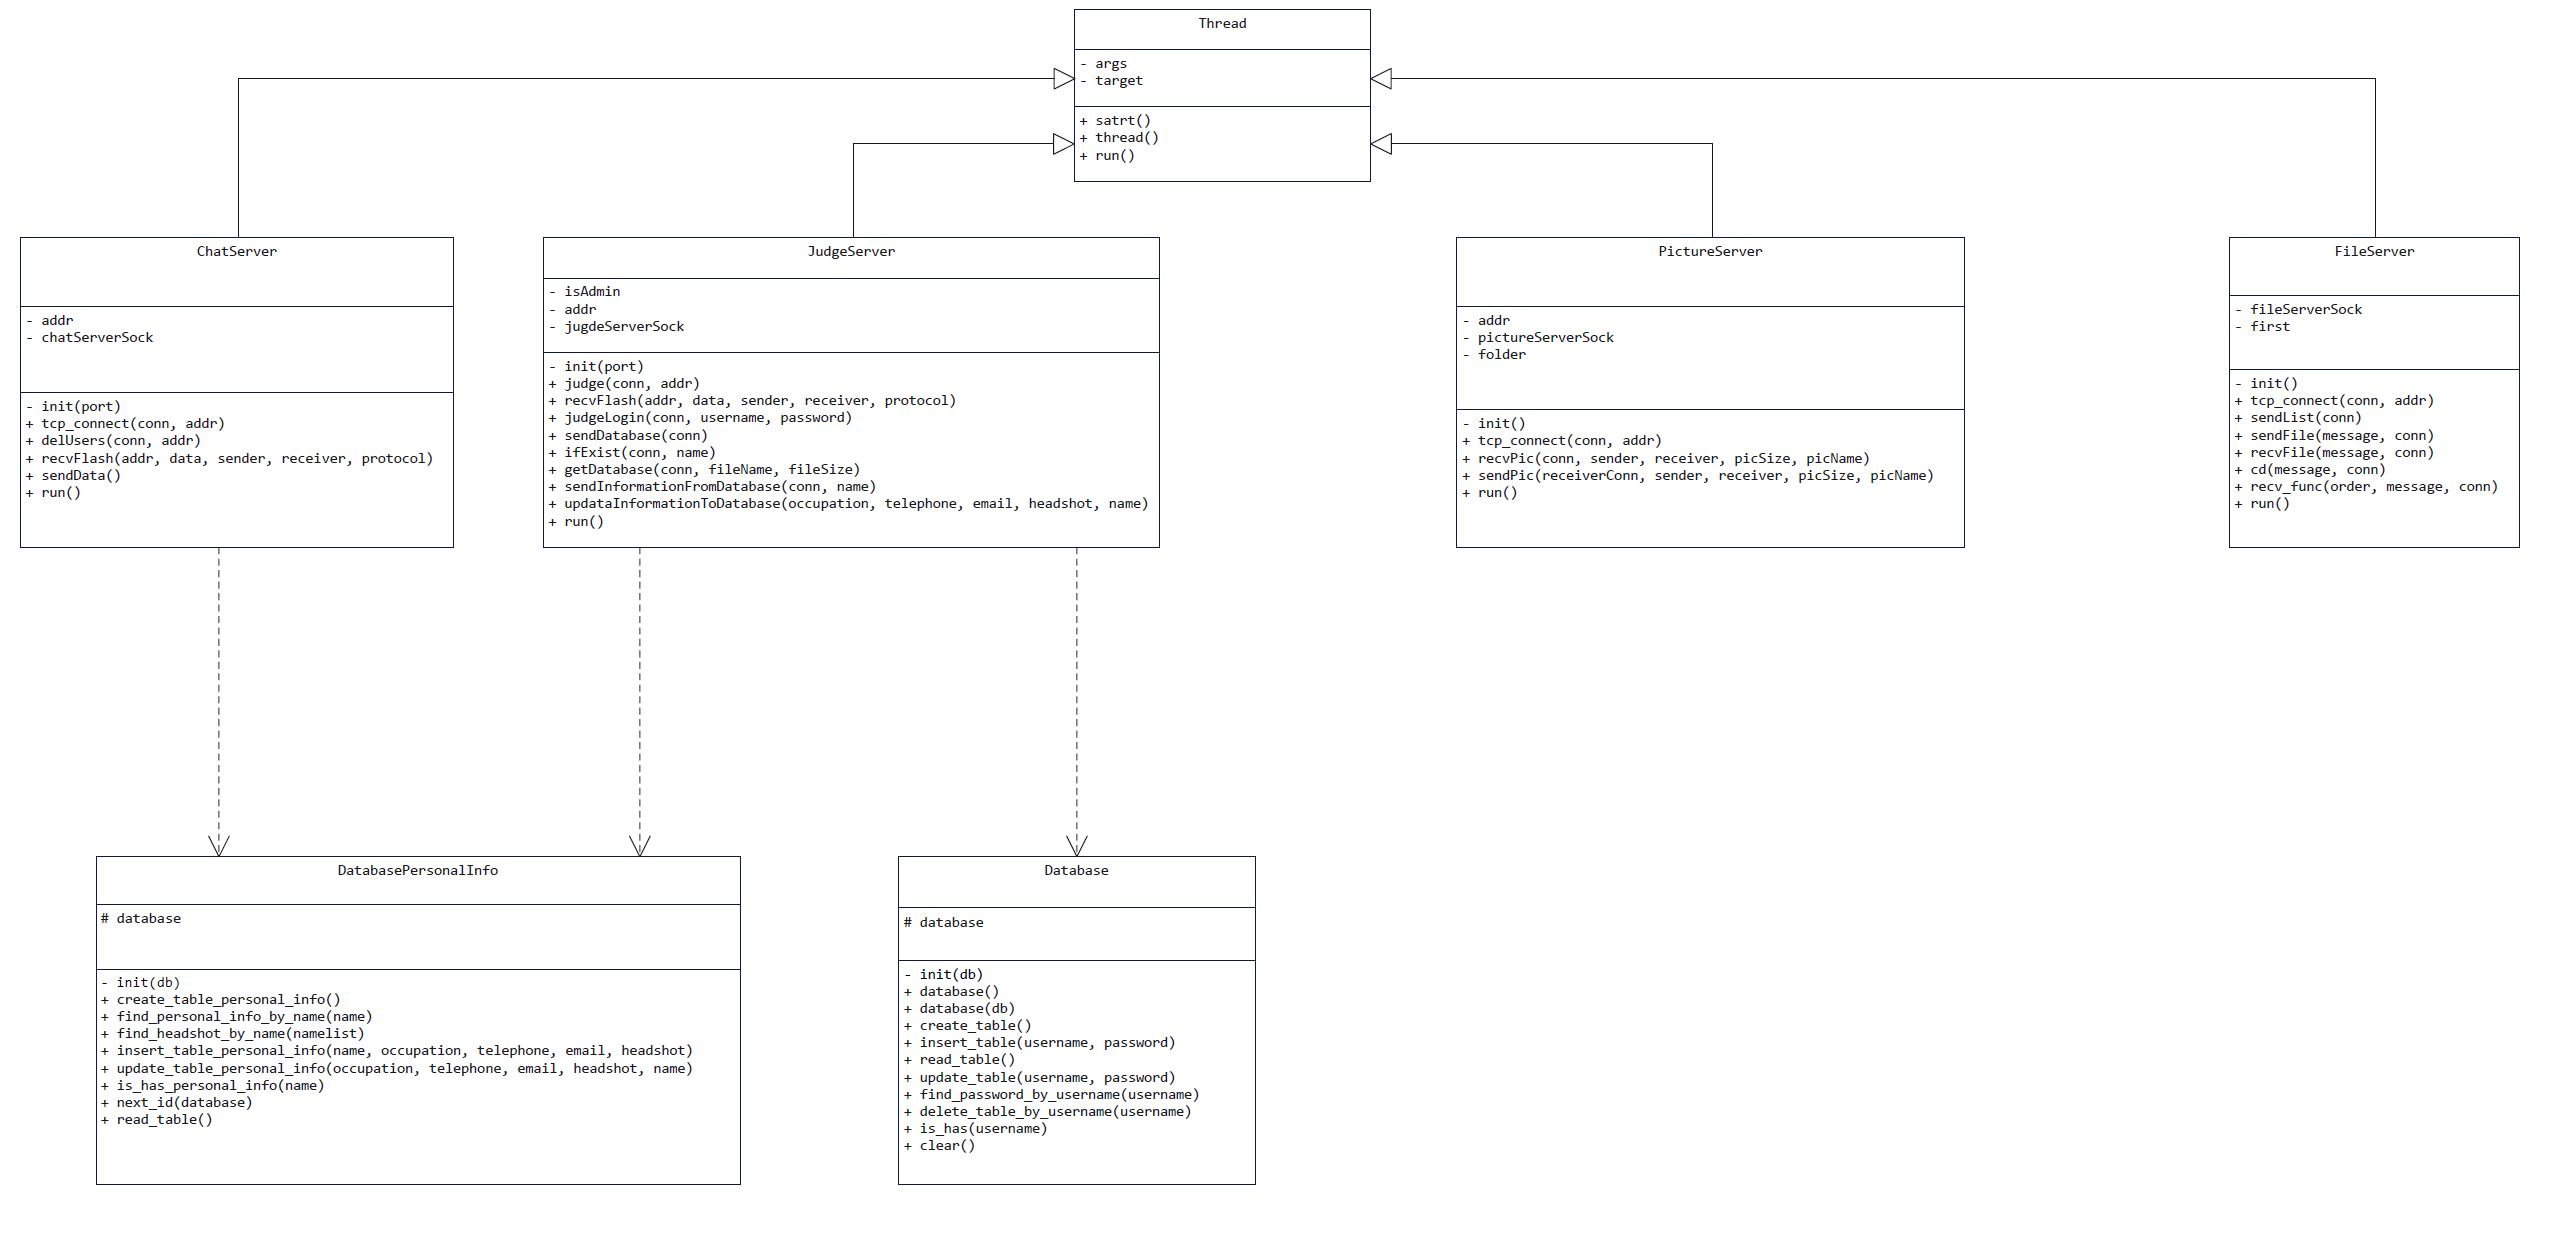 Thread
- args
- target
+ satrt()
+ thread()
+ run()
ChatServer
- addr
- chatServerSock
- init(port)
+ tcp_connect(conn, addr)
+ delUsers(conn, addr)
+ recvFlash(addr, data, sender, receiver, protocol)
+ sendData()
+ run()
JudgeServer
- isAdmin
- addr
- jugdeServerSock
- init(port)
+ judge(conn, addr)
+ recvFlash(addr, data, sender, receiver, protocol)
+ judgeLogin(conn, username, password)
+ sendDatabase(conn)
+ ifExist(conn, name)
+ getDatabase(conn, fileName, fileSize)
+ sendInformationFromDatabase(conn, name)
+ updataInformationToDatabase(occupation, telephone, email, headshot, name)
+ run()
PictureServer
- addr
- pictureServerSock
- folder
- init()
+ tcp_connect(conn, addr)
+ recvPic(conn, sender, receiver, picSize, picName)
+ sendPic(receiverConn, sender, receiver, picSize, picName)
+ run()
FileServer
- fileServerSock
- first
- init()
+ tcp_connect(conn, addr)
+ sendList(conn)
+ sendFile(message, conn)
+ recvFile(message, conn)
+ cd(message, conn)
+ recv_func(order, message, conn)
+ run()
DatabasePersonalInfo
# database
- init(db)
+ create_table_personal_info()
+ find_personal_info_by_name(name)
+ find_headshot_by_name(namelist)
+ insert_table_personal_info(name, occupation, telephone, email, headshot)
+ update_table_personal_info(occupation, telephone, email, headshot, name)
+ is_has_personal_info(name)
+ next_id(database)
+ read_table()
Database
# database
- init(db)
+ database()
+ database(db)
+ create_table()
+ insert_table(username, password)
+ read_table()
+ update_table(username, password)
+ find_password_by_username(username)
+ delete_table_by_username(username)
+ is_has(username)
+ clear()